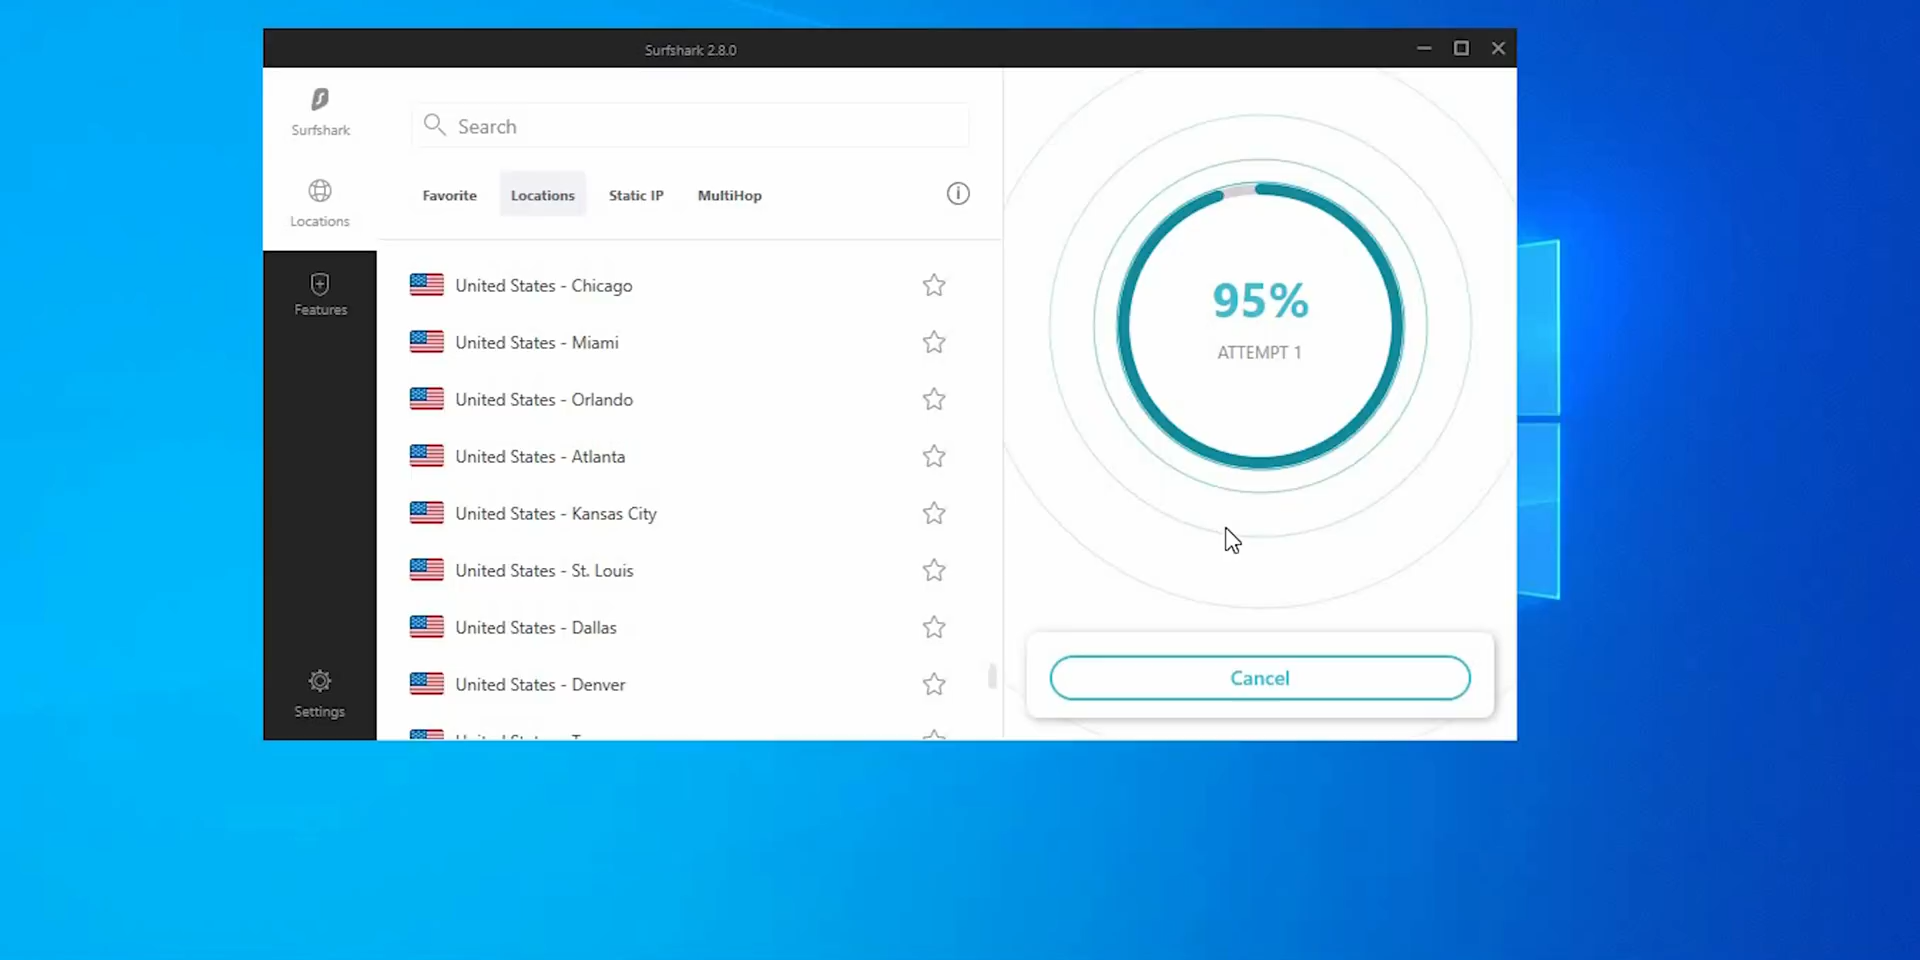 Surfshark 2.8.0
Surfshark
Locations
Features
Settings
Search
Favorite
Locations
Static IP
MultiHop
United States - Chicago
United States - Miami
United States - Orlando
United States - Atlanta
United States - Kansas City
United States - St. Louis
United States - Dallas
United States - Denver
95%
ATTEMPT 1
Cancel